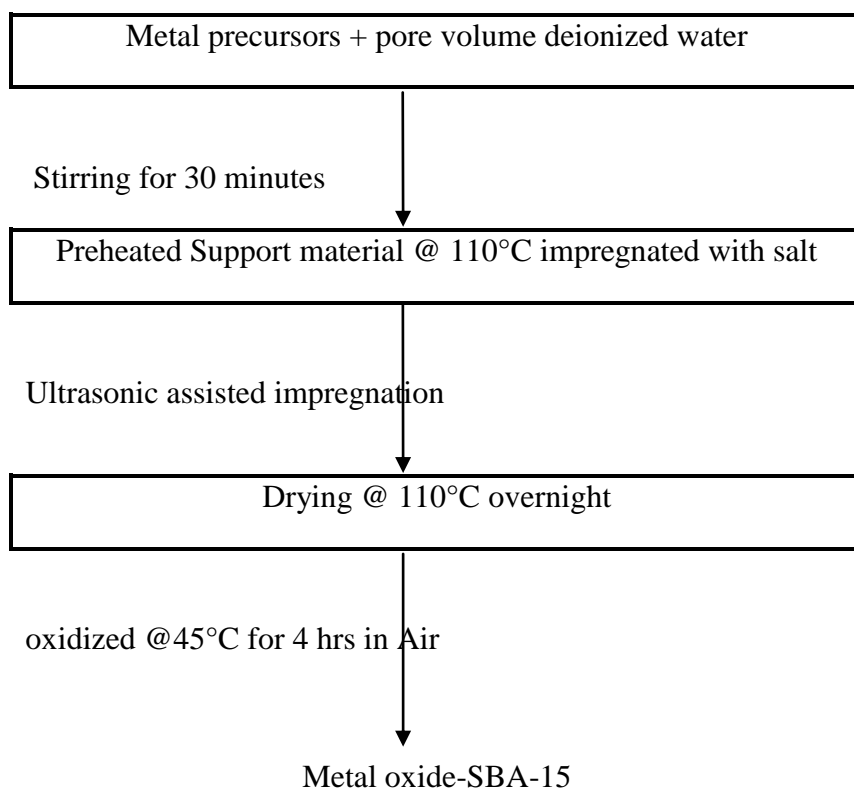 Metal precursors + pore volume deionized water
Stirring for 30 minutes
Preheated Support material @ 110°C impregnated with salt
Ultrasonic assisted impregnation
Drying @ 110°C overnight
oxidized @45°C for 4 hrs in Air
Metal oxide-SBA-15